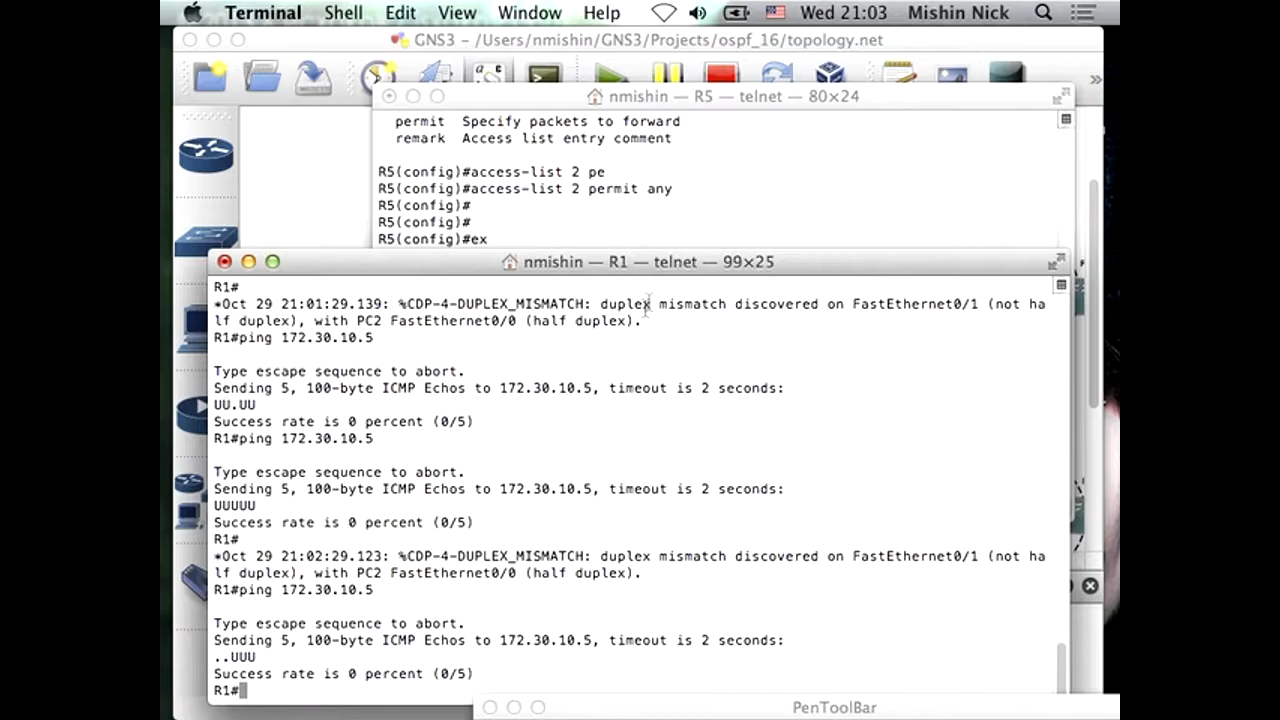 Terminal Shell Edit View Window Help Wed 21:03 Mishin Nick
GNS3 – /Users/nmishin/GNS3/Projects/ospf_16/topology.net
nmishin — R5 — telnet — 80×24
permit  Specify packets to forward
remark  Access list entry comment
R5(config)#access-list 2 pe
R5(config)#access-list 2 permit any
R5(config)#
R5(config)#
R5(config)#ex
nmishin — R1 — telnet — 99×25
R1#
*Oct 29 21:01:29.139: %CDP-4-DUPLEX_MISMATCH: duplex mismatch discovered on FastEthernet0/1 (not ha
lf duplex), with PC2 FastEthernet0/0 (half duplex).
R1#ping 172.30.10.5
Type escape sequence to abort.
Sending 5, 100-byte ICMP Echos to 172.30.10.5, timeout is 2 seconds:
UU.UU
Success rate is 0 percent (0/5)
R1#ping 172.30.10.5
Type escape sequence to abort.
Sending 5, 100-byte ICMP Echos to 172.30.10.5, timeout is 2 seconds:
UUUUU
Success rate is 0 percent (0/5)
R1#
*Oct 29 21:02:29.123: %CDP-4-DUPLEX_MISMATCH: duplex mismatch discovered on FastEthernet0/1 (not ha
lf duplex), with PC2 FastEthernet0/0 (half duplex).
R1#ping 172.30.10.5
Type escape sequence to abort.
Sending 5, 100-byte ICMP Echos to 172.30.10.5, timeout is 2 seconds:
..UUU
Success rate is 0 percent (0/5)
R1#
PenToolBar